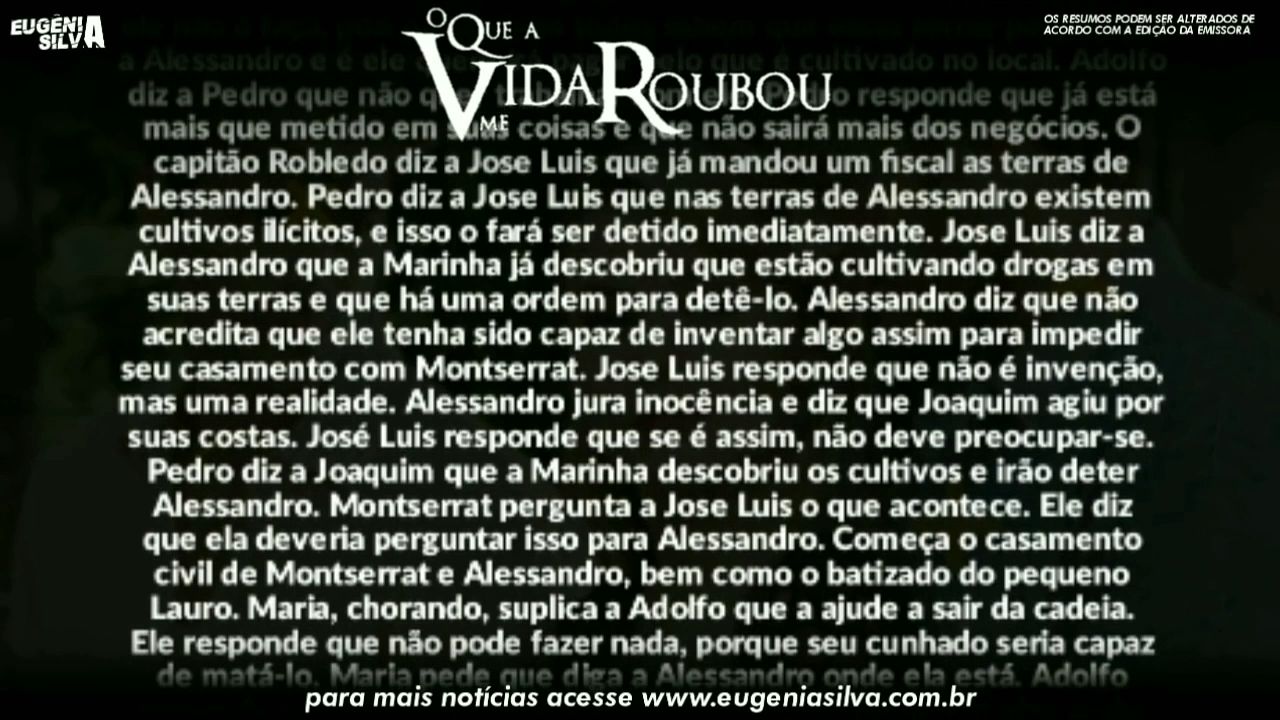 EUGÊNIA
SILVA
O QUE A
VIDA ROUBOU
ME
OS RESUMOS PODEM SER ALTERADOS DE
ACORDO COM A EDIÇÃO DA EMISSORA
a Alessandro e é ele que cultivado no local. Adolfo
diz a Pedro que não responde que já está
mais que metido em suas coisas e que não sairá mais dos negócios. O
capitão Robledo diz a Jose Luis que já mandou um fiscal as terras de
Alessandro. Pedro diz a Jose Luis que nas terras de Alessandro existem
cultivos ilícitos, e isso o fará ser detido imediatamente. Jose Luis diz a
Alessandro que a Marinha já descobriu que estão cultivando drogas em
suas terras e que há uma ordem para detê-lo. Alessandro diz que não
acredita que ele tenha sido capaz de inventar algo assim para impedir
seu casamento com Montserrat. Jose Luis responde que não é invenção,
mas uma realidade. Alessandro jura inocência e diz que Joaquim agiu por
suas costas. José Luis responde que se é assim, não deve preocupar-se.
Pedro diz a Joaquim que a Marinha descobriu os cultivos e irão deter
Alessandro. Montserrat pergunta a Jose Luis o que acontece. Ele diz
que ela deveria perguntar isso para Alessandro. Começa o casamento
civil de Montserrat e Alessandro, bem como o batizado do pequeno
Lauro. Maria, chorando, suplica a Adolfo que a ajude a sair da cadeia.
Ele responde que não pode fazer nada, porque seu cunhado seria capaz
de matá-lo. Maria pede que diga a Alessandro onde ela está. Adolfo
para mais notícias acesse www.eugeniasilva.com.br